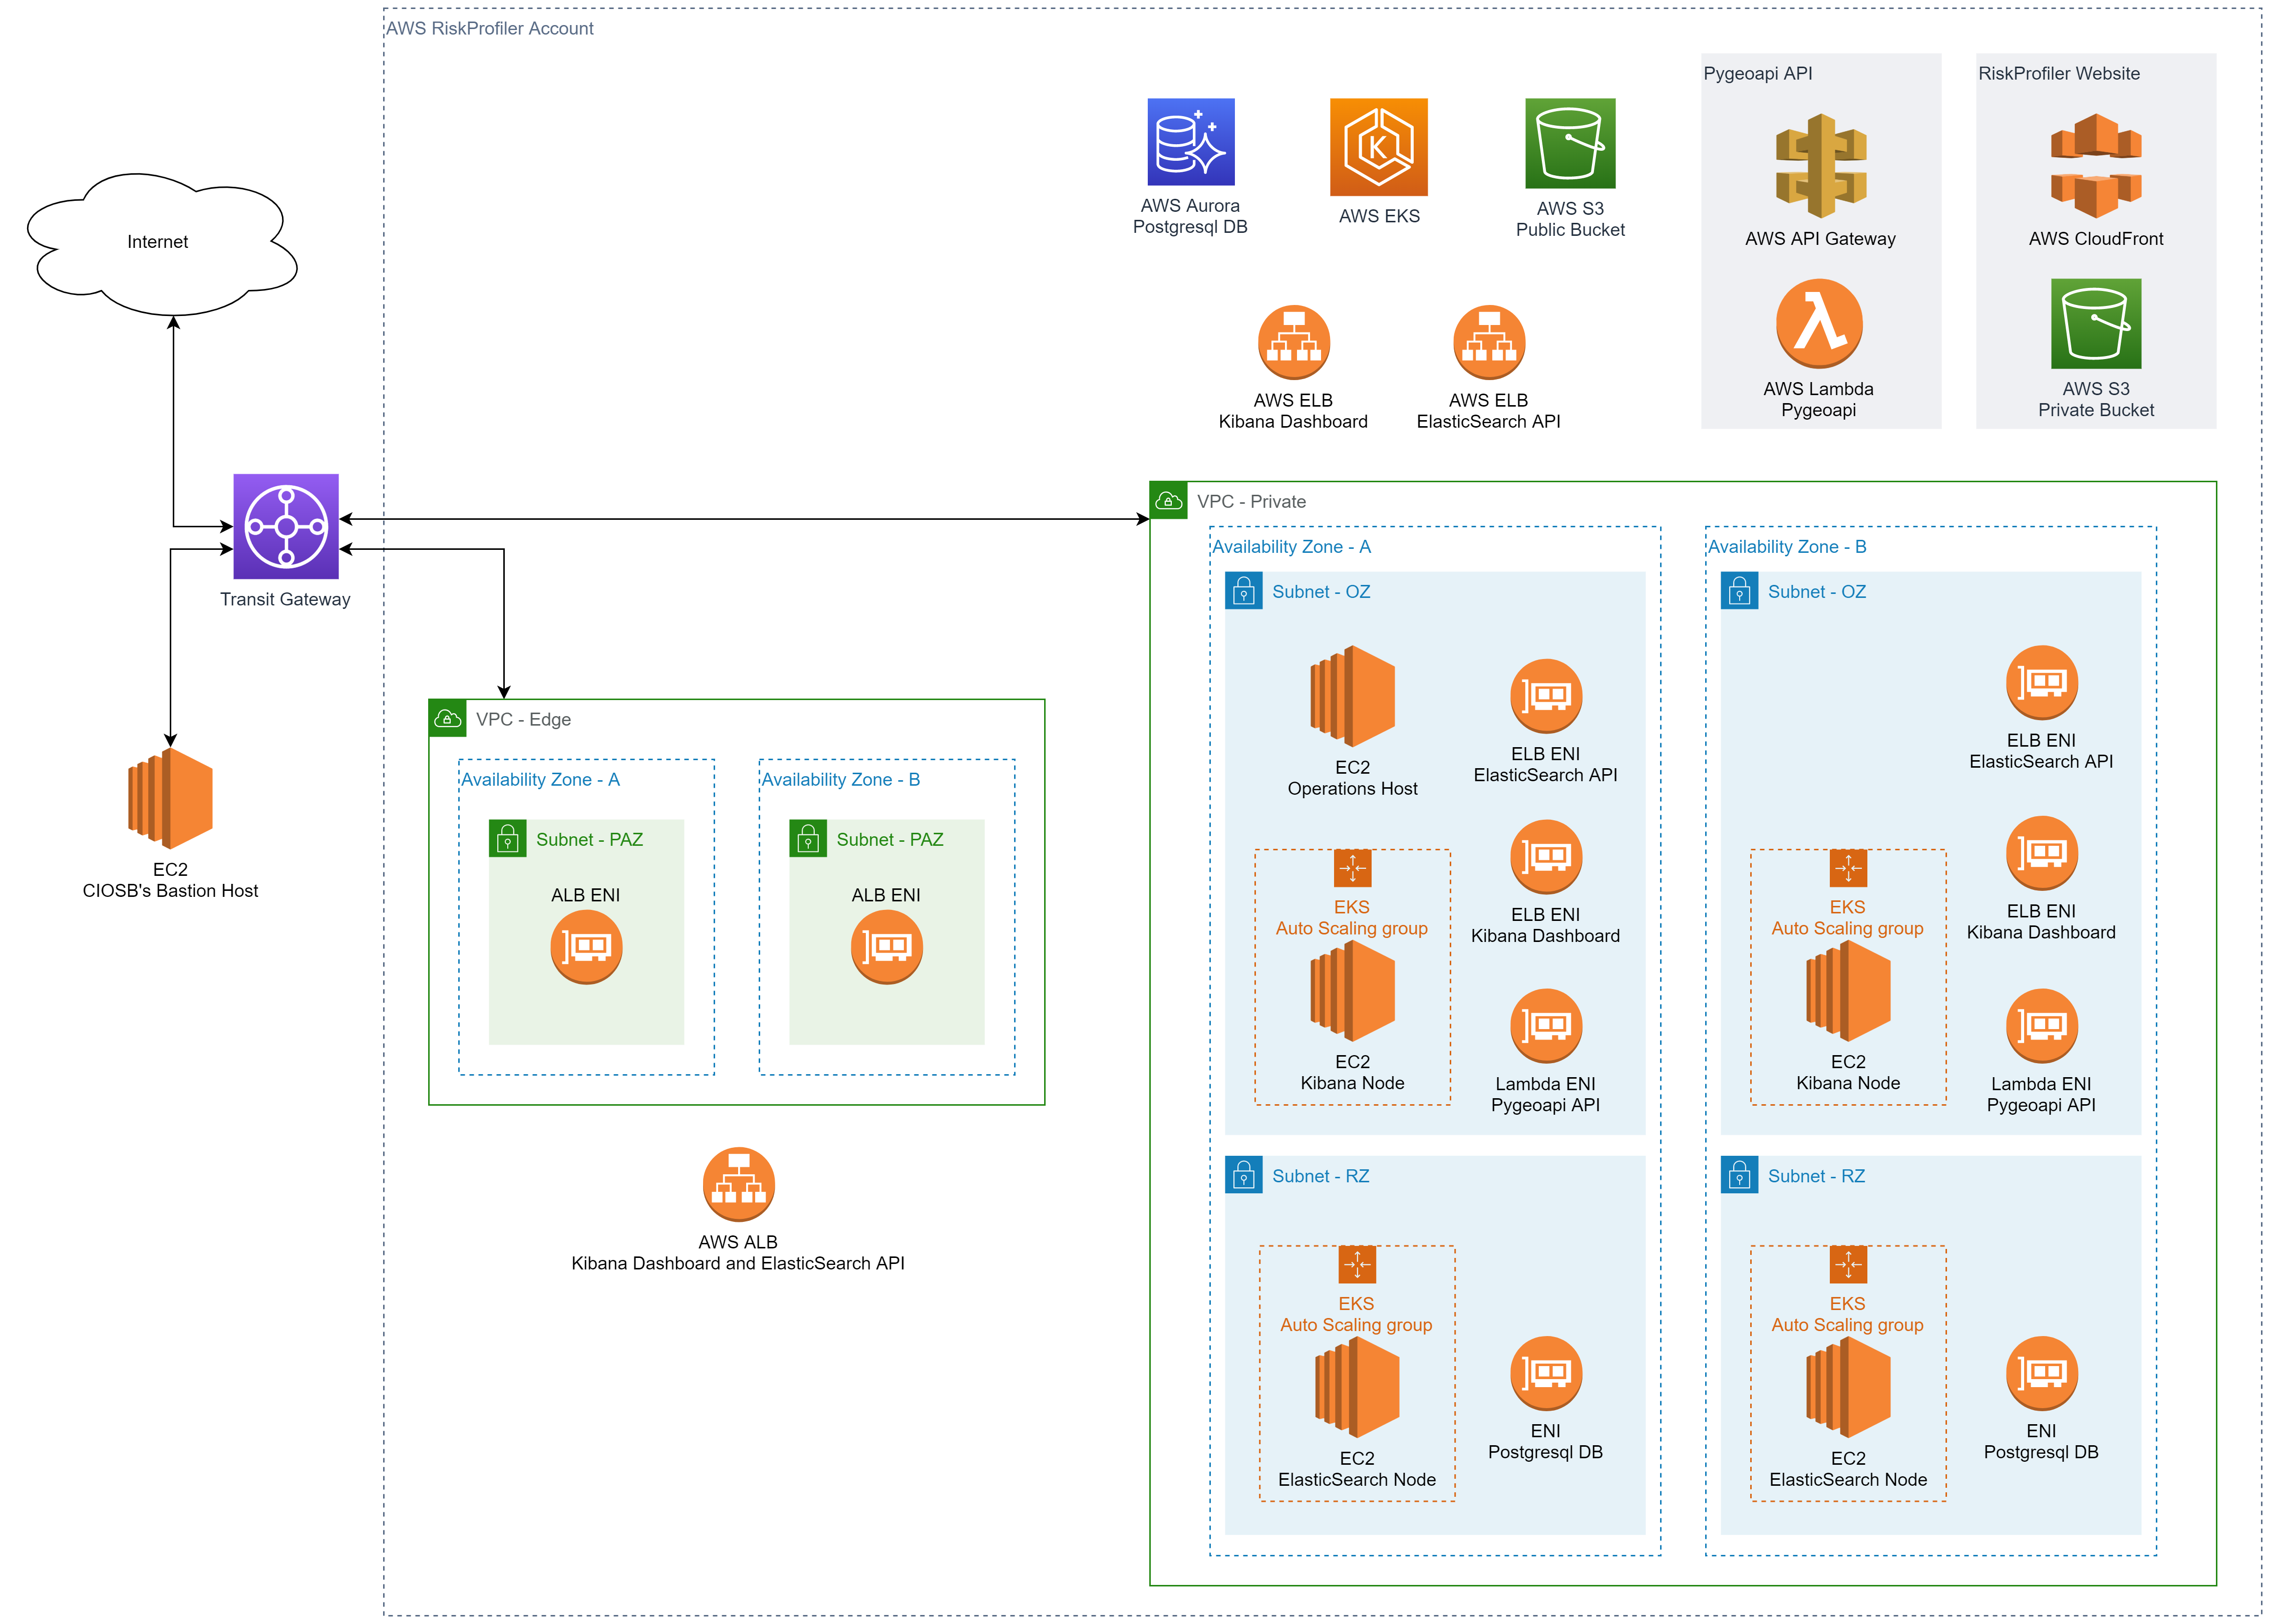 AWS RiskProfiler Account
Internet
AWS Aurora
Postgresql DB
AWS EKS
AWS S3
Public Bucket
Pygeoapi API
AWS API Gateway
AWS Lambda
Pygeoapi
RiskProfiler Website
AWS CloudFront
AWS S3
Private Bucket
AWS ELB
Kibana Dashboard
AWS ELB
ElasticSearch API
Transit Gateway
EC2
CIOSB's Bastion Host
VPC - Edge
Availability Zone - A
Subnet - PAZ
ALB ENI
Availability Zone - B
Subnet - PAZ
ALB ENI
AWS ALB
Kibana Dashboard and ElasticSearch API
VPC - Private
Availability Zone - A
Subnet - OZ
EC2
Operations Host
ELB ENI
ElasticSearch API
EKS
Auto Scaling group
EC2
Kibana Node
ELB ENI
Kibana Dashboard
Lambda ENI
Pygeoapi API
Subnet - RZ
EKS
Auto Scaling group
EC2
ElasticSearch Node
ENI
Postgresql DB
Availability Zone - B
Subnet - OZ
ELB ENI
ElasticSearch API
EKS
Auto Scaling group
EC2
Kibana Node
ELB ENI
Kibana Dashboard
Lambda ENI
Pygeoapi API
Subnet - RZ
EKS
Auto Scaling group
EC2
ElasticSearch Node
ENI
Postgresql DB